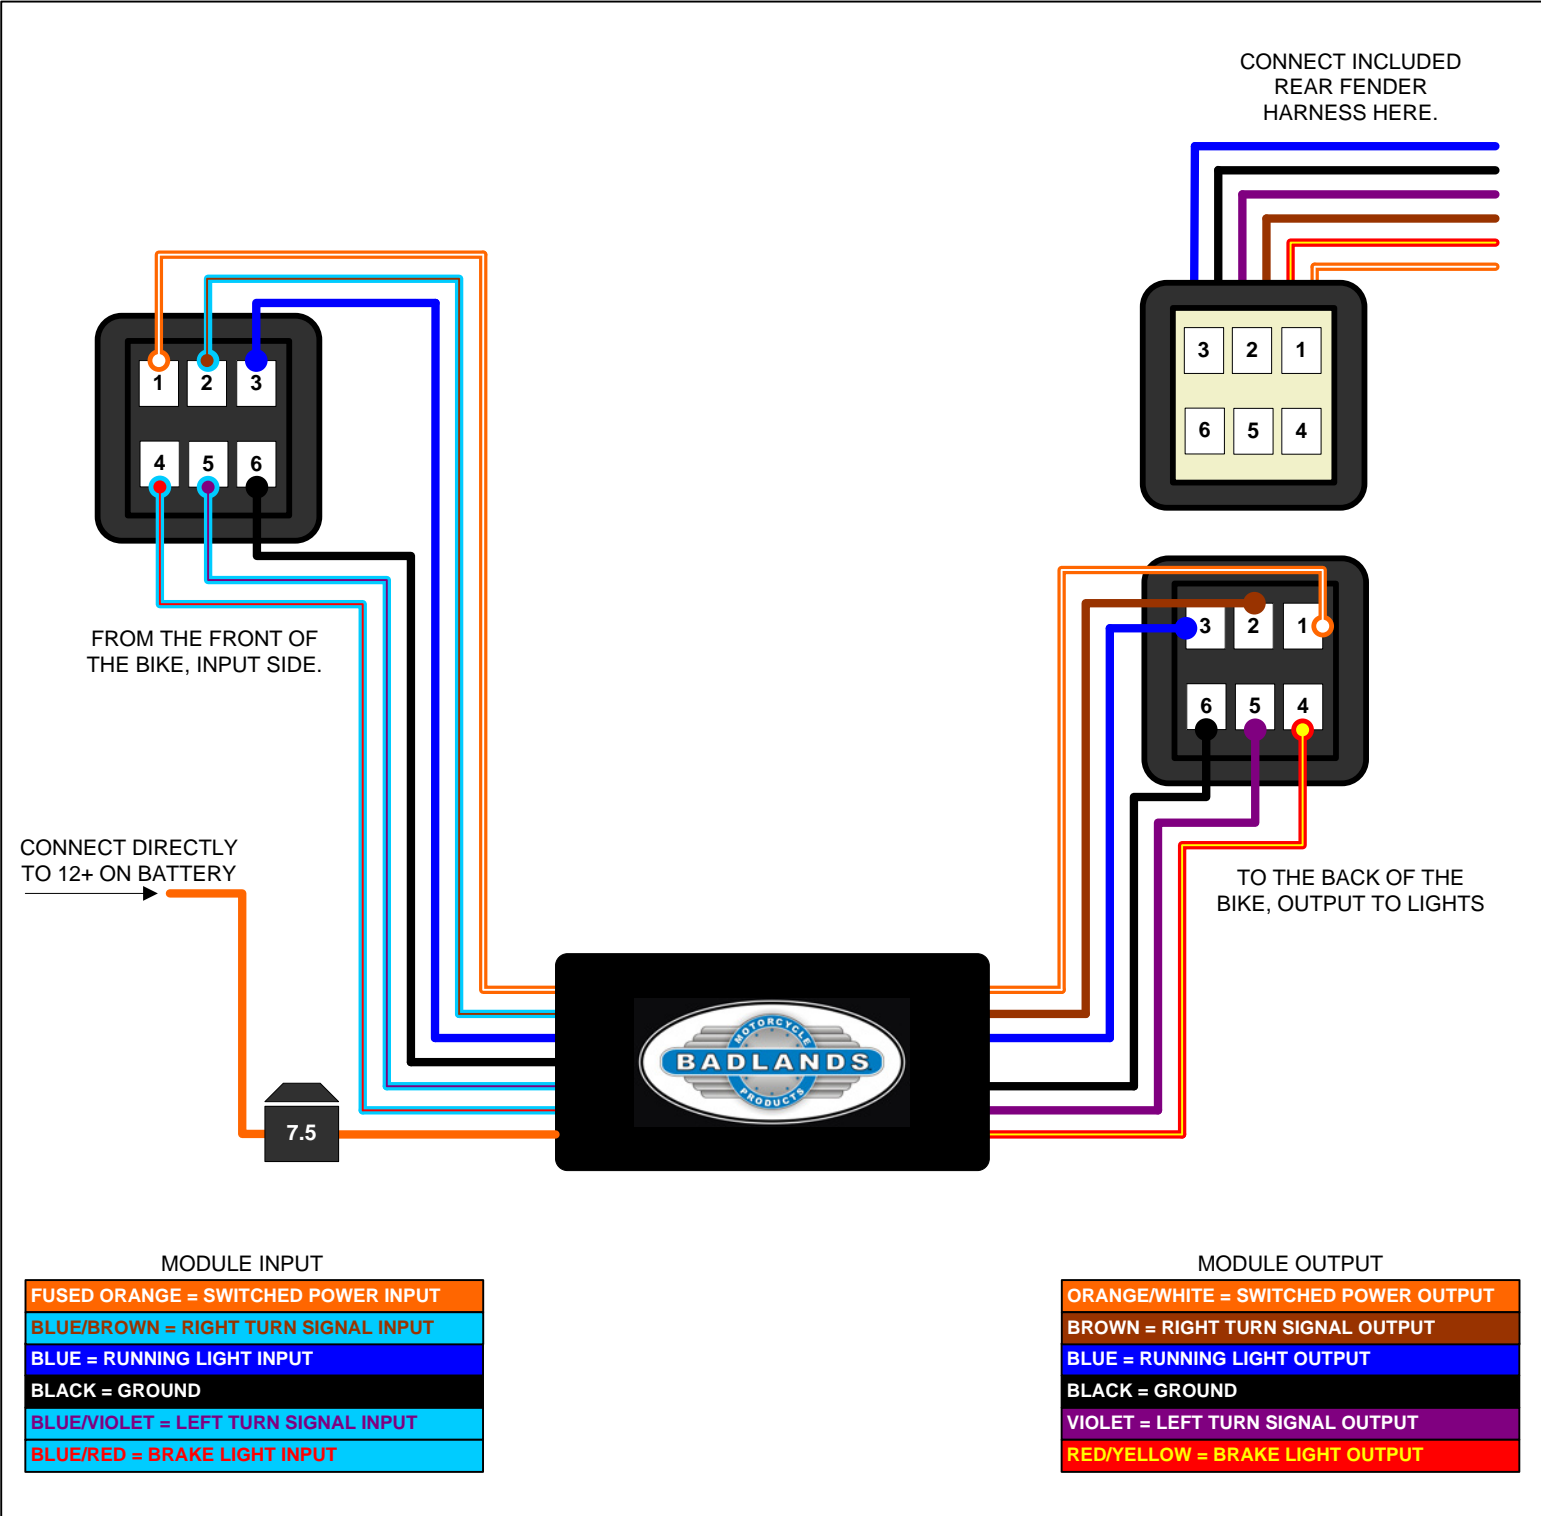 CONNECT INCLUDED
REAR FENDER
HARNESS HERE.
1 2 3
4 5 6
FROM THE FRONT OF
THE BIKE, INPUT SIDE.
3 2 1
6 5 4
3 2 1
6 5 4
TO THE BACK OF THE
BIKE, OUTPUT TO LIGHTS
CONNECT DIRECTLY
TO 12+ ON BATTERY
7.5
MOTORCYCLE
BADLANDS
PRODUCTS
MODULE INPUT
FUSED ORANGE = SWITCHED POWER INPUT
BLUE/BROWN = RIGHT TURN SIGNAL INPUT
BLUE = RUNNING LIGHT INPUT
BLACK = GROUND
BLUE/VIOLET = LEFT TURN SIGNAL INPUT
BLUE/RED = BRAKE LIGHT INPUT
MODULE OUTPUT
ORANGE/WHITE = SWITCHED POWER OUTPUT
BROWN = RIGHT TURN SIGNAL OUTPUT
BLUE = RUNNING LIGHT OUTPUT
BLACK = GROUND
VIOLET = LEFT TURN SIGNAL OUTPUT
RED/YELLOW = BRAKE LIGHT OUTPUT